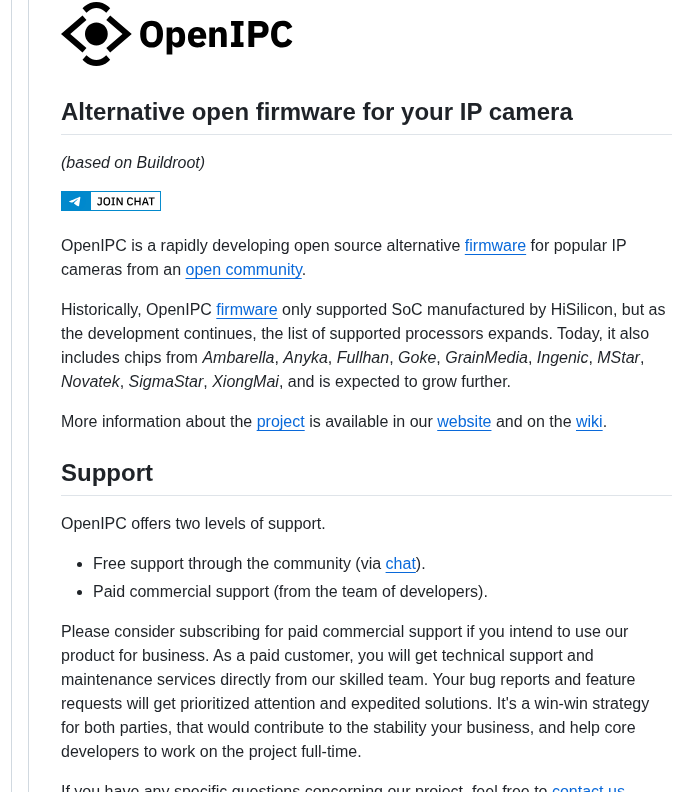 OpenIPC
Alternative open firmware for your IP camera
(based on Buildroot)
JOIN CHAT
OpenIPC is a rapidly developing open source alternative firmware for popular IP
cameras from an open community.
Historically, OpenIPC firmware only supported SoC manufactured by HiSilicon, but as
the development continues, the list of supported processors expands. Today, it also
includes chips from Ambarella, Anyka, Fullhan, Goke, GrainMedia, Ingenic, MStar,
Novatek, SigmaStar, XiongMai, and is expected to grow further.
More information about the project is available in our website and on the wiki.
Support
OpenIPC offers two levels of support.
• Free support through the community (via chat).
• Paid commercial support (from the team of developers).
Please consider subscribing for paid commercial support if you intend to use our
product for business. As a paid customer, you will get technical support and
maintenance services directly from our skilled team. Your bug reports and feature
requests will get prioritized attention and expedited solutions. It's a win-win strategy
for both parties, that would contribute to the stability your business, and help core
developers to work on the project full-time.
If you have any specific questions concerning our project, feel free to contact us.